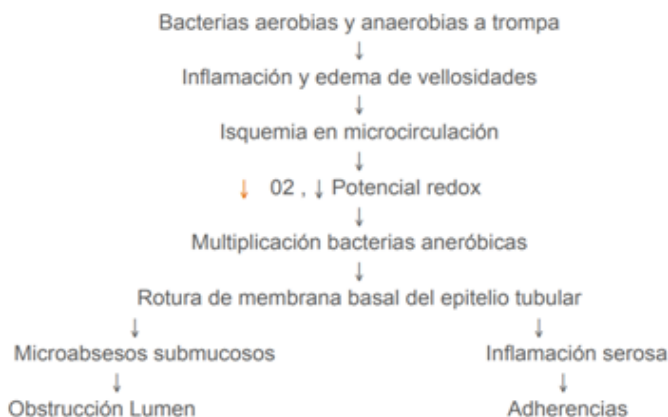 Bacterias aerobias y anaerobias a trompa
↓
Inflamación y edema de vellosidades
↓
Isquemia en microcirculación
↓
↓ 02 , ↓ Potencial redox
↓
Multiplicación bacterias aneróbicas
↓
Rotura de membrana basal del epitelio tubular
↓ ↓
Microabsesos submucosos Inflamación serosa
↓ ↓
Obstrucción Lumen Adherencias